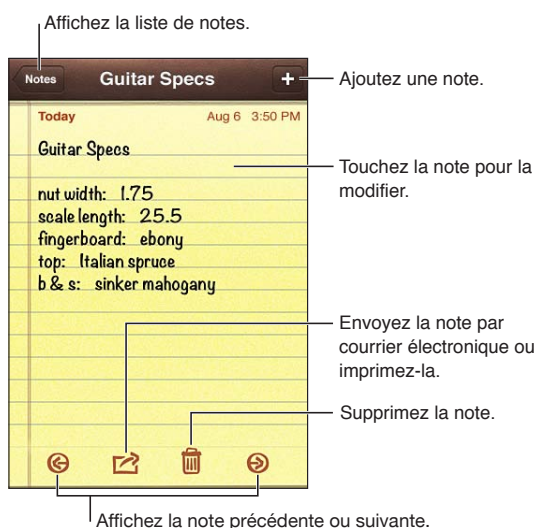 Affichez la liste de notes.
Notes
Guitar Specs
+
Ajoutez une note.
Today
Aug 6 3:50 PM
Guitar Specs
Touchez la note pour la
modifier.
nut width: 1.75
scale length: 25.5
fingerboard: ebony
top: Italian spruce
b & s: sinker mahogany
Envoyez la note par
courrier électronique ou
imprimez-la.
Supprimez la note.
Affichez la note précédente ou suivante.